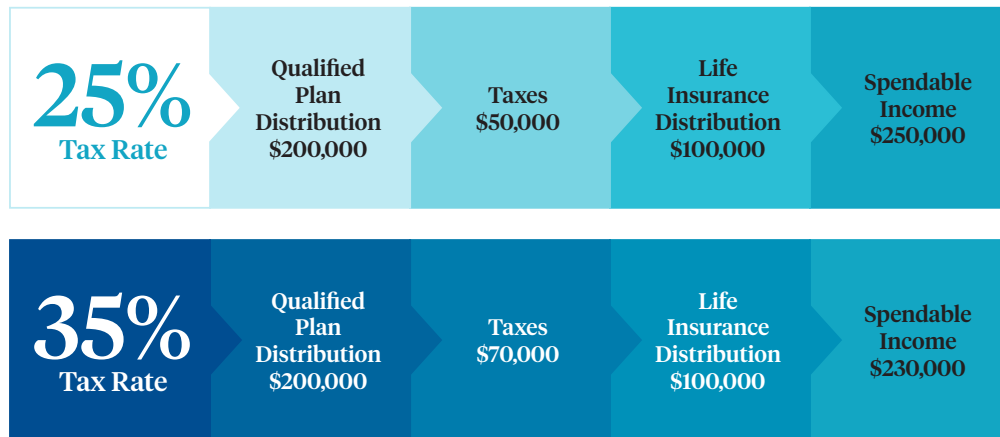 25%
Tax Rate
Qualified
Plan
Distribution
$200,000
Taxes
$50,000
Life
Insurance
Distribution
$100,000
Spendable
Income
$250,000
35%
Tax Rate
Qualified
Plan
Distribution
$200,000
Taxes
$70,000
Life
Insurance
Distribution
$100,000
Spendable
Income
$230,000